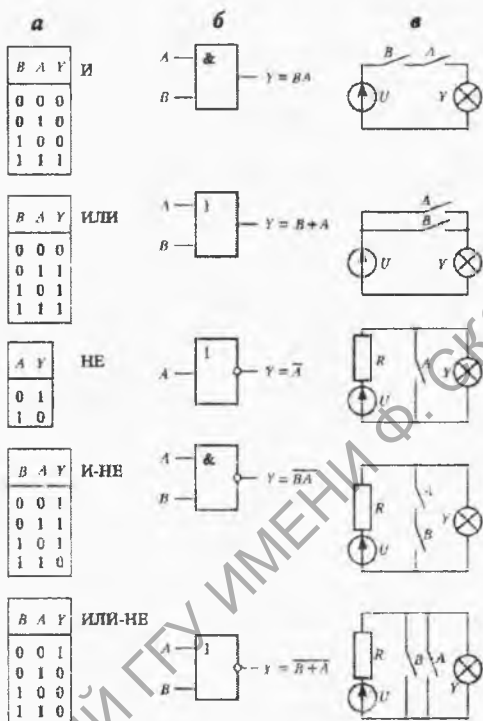 а б в
B A Y И
0 0 0
0 1 0
1 0 0
1 1 1
A & Y = BA
B
B A
U Y
B A Y ИЛИ
0 0 0
0 1 1
1 0 1
1 1 1
A 1 Y = B+A
B
A
B
U Y
A Y НЕ
0 1
1 0
A 1 Y = A̅
R A Y
U
B A Y И-НЕ
0 0 1
0 1 1
1 0 1
1 1 0
A & Y = B̅A̅
B
A
R B Y
U
B A Y ИЛИ-НЕ
0 0 1
0 1 0
1 0 0
1 1 0
A 1 Y = B̅+̅A̅
B
R B A Y
U
ГГУ ИМЕНИ Ф. СК